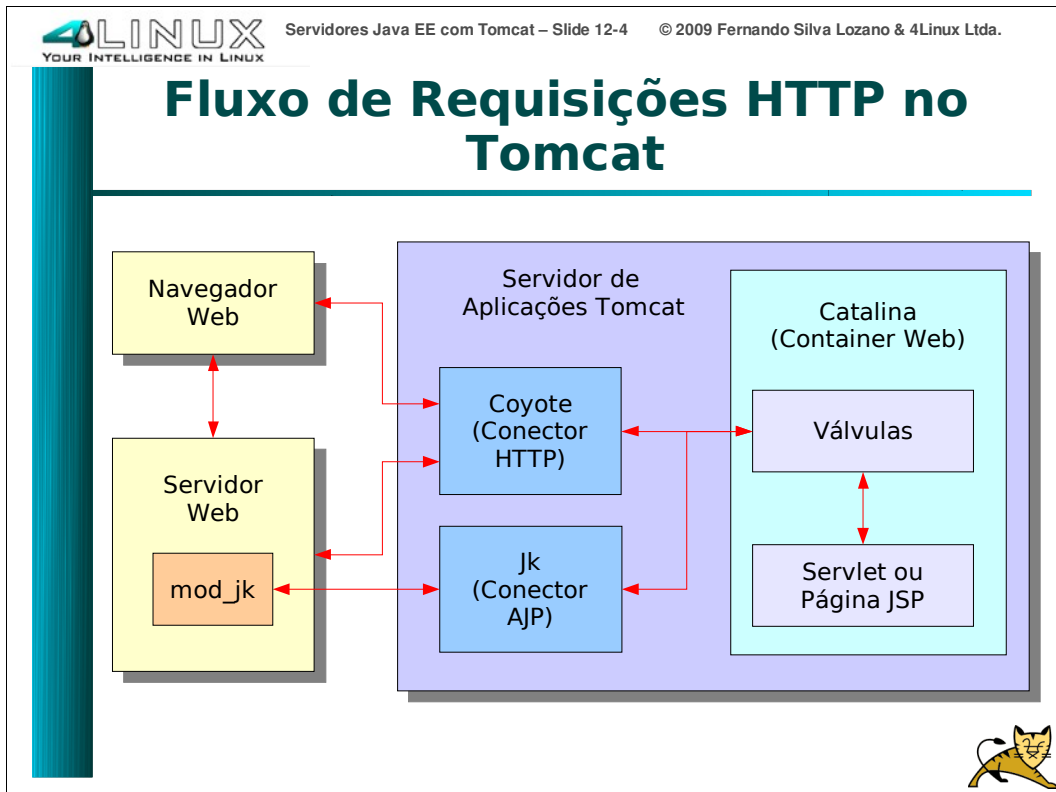 4LINUX
YOUR INTELLIGENCE IN LINUX
Servidores Java EE com Tomcat – Slide 12-4 © 2009 Fernando Silva Lozano & 4Linux Ltda.
Fluxo de Requisições HTTP no
Tomcat
Navegador
Web
Servidor
Web
mod_jk
Servidor de
Aplicações Tomcat
Coyote
(Conector
HTTP)
Jk
(Conector
AJP)
Catalina
(Container Web)
Válvulas
Servlet ou
Página JSP